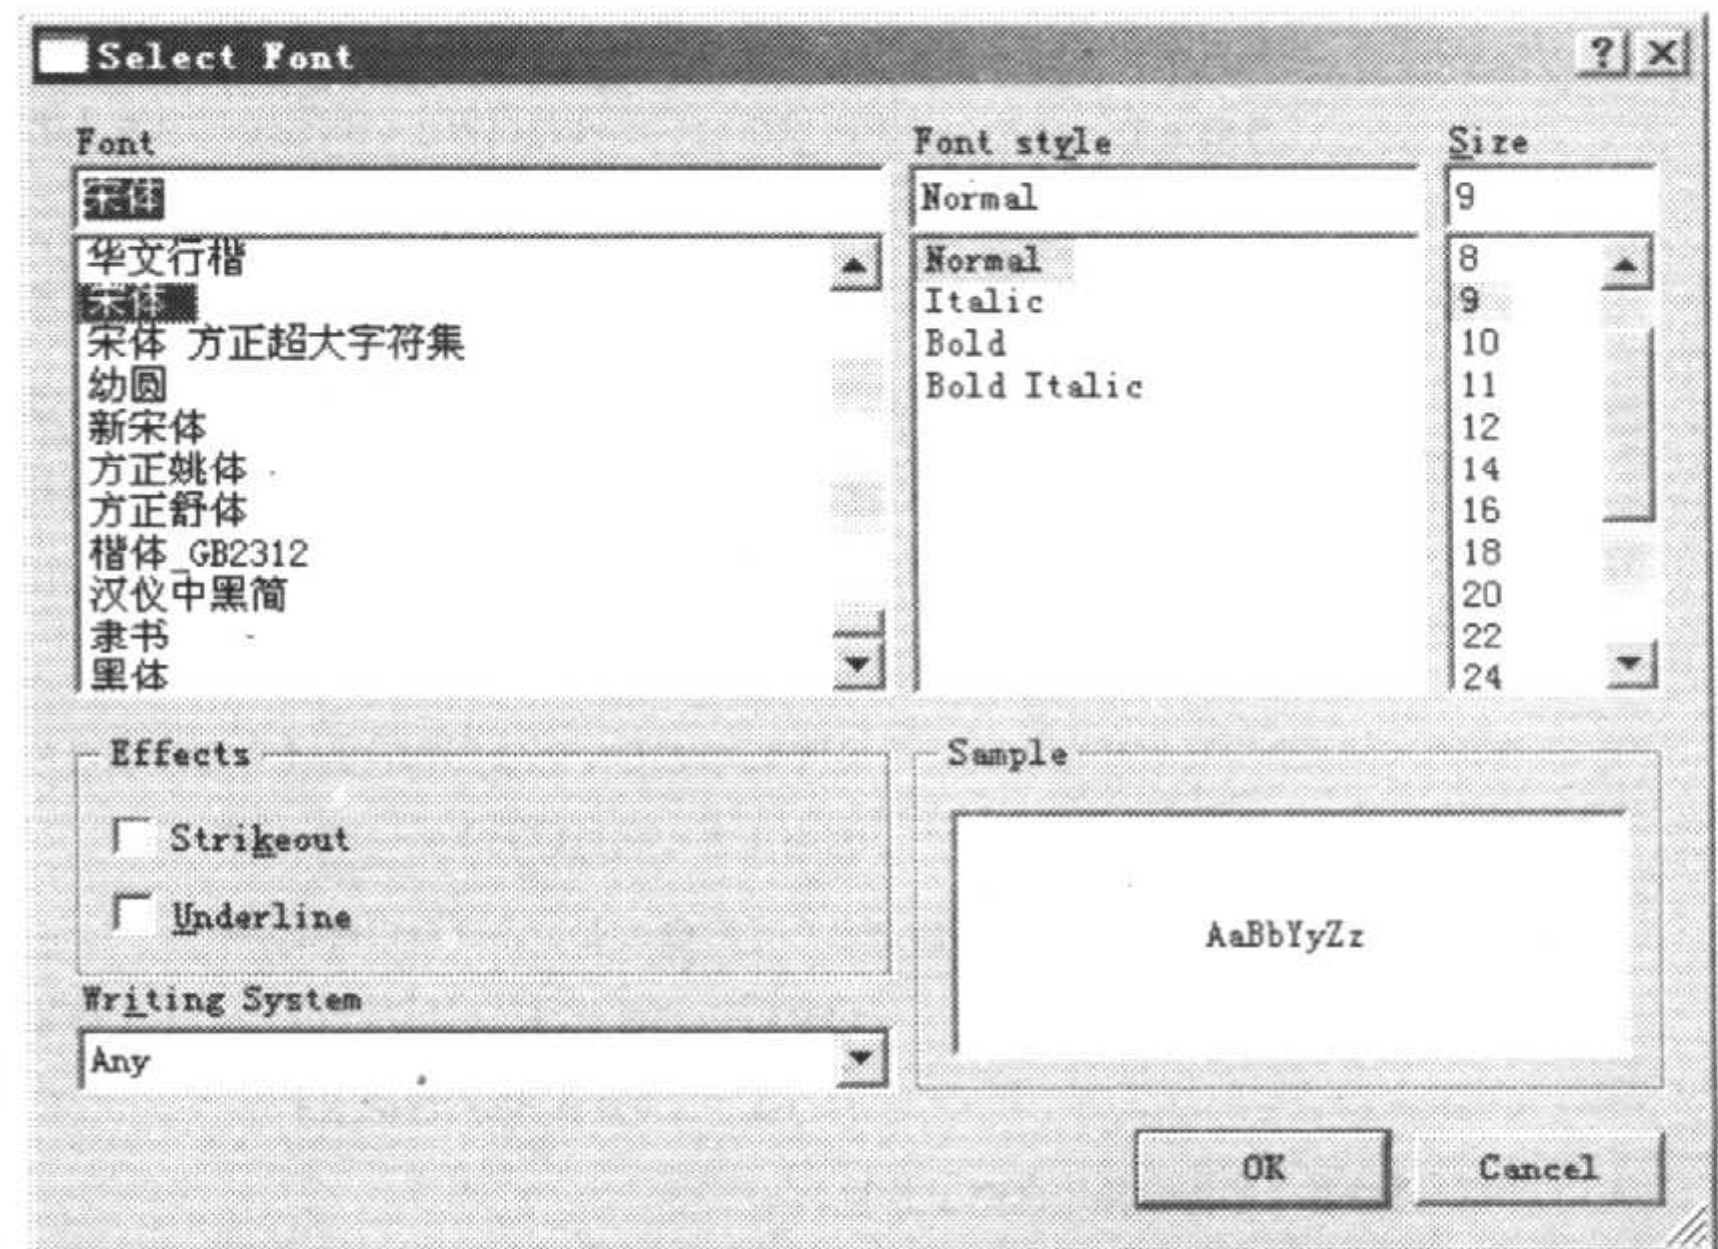 Select Font
? ×
Font
宋体
华文行楷
宋体
宋体-方正超大字符集
幼圆
新宋体
方正姚体
方正舒体
楷体_GB2312
汉仪中黑简
隶书
黑体
Font style
Normal
Normal
Italic
Bold
Bold Italic
Size
9
8
9
10
11
12
14
16
18
20
22
24
Effects
Strikeout
Underline
Writing System
Any
Sample
AaBbYyZz
OK
Cancel